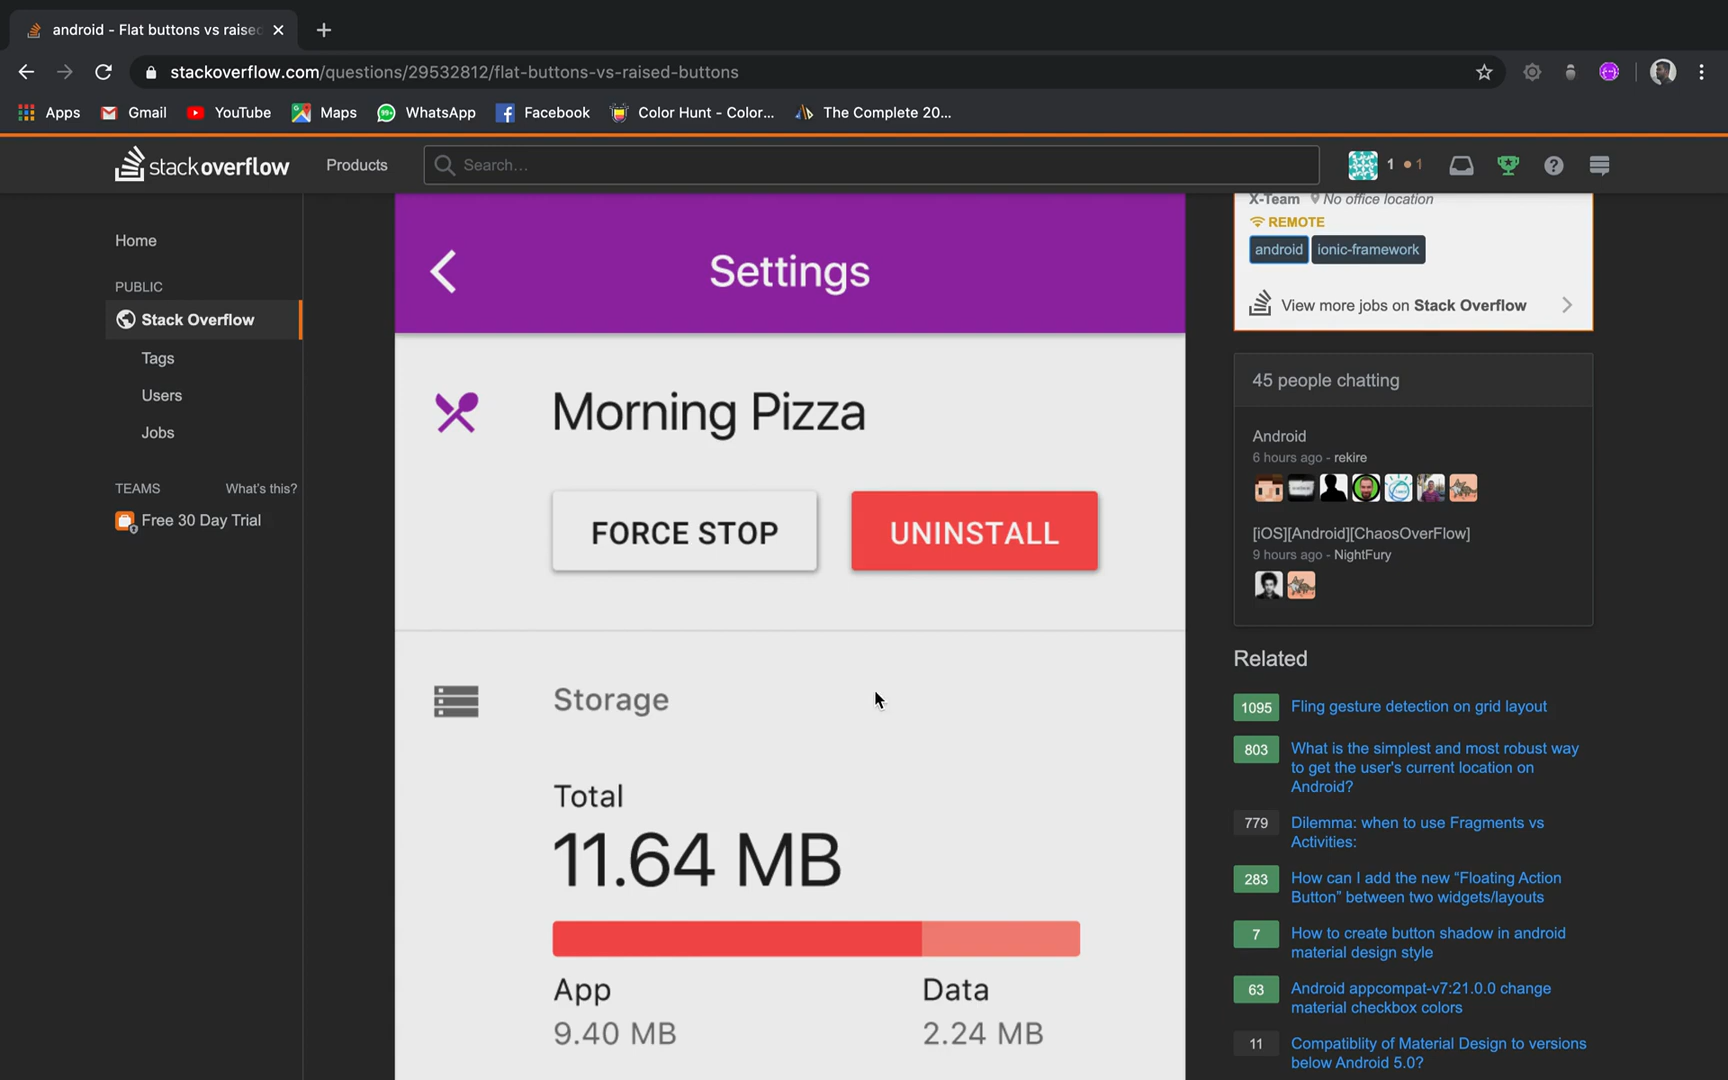 android - Flat buttons vs raised
stackoverflow.com/questions/29532812/flat-buttons-vs-raised-buttons
Apps
Gmail
YouTube
Maps
WhatsApp
Facebook
Color Hunt - Color...
The Complete 20...
stackoverflow
Products
Search...
1 • 1
Home
PUBLIC
Stack Overflow
Tags
Users
Jobs
TEAMS
What's this?
Free 30 Day Trial
Settings
Morning Pizza
FORCE STOP
UNINSTALL
Storage
Total
11.64 MB
App
Data
9.40 MB
2.24 MB
X-Team No office location
REMOTE
android
ionic-framework
View more jobs on Stack Overflow
45 people chatting
Android
6 hours ago - rekire
[iOS][Android][ChaosOverFlow]
9 hours ago - NightFury
Related
1095
Fling gesture detection on grid layout
803
What is the simplest and most robust way
to get the user's current location on
Android?
779
Dilemma: when to use Fragments vs
Activities:
283
How can I add the new “Floating Action
Button” between two widgets/layouts
7
How to create button shadow in android
material design style
63
Android appcompat-v7:21.0.0 change
material checkbox colors
11
Compatiblity of Material Design to versions
below Android 5.0?